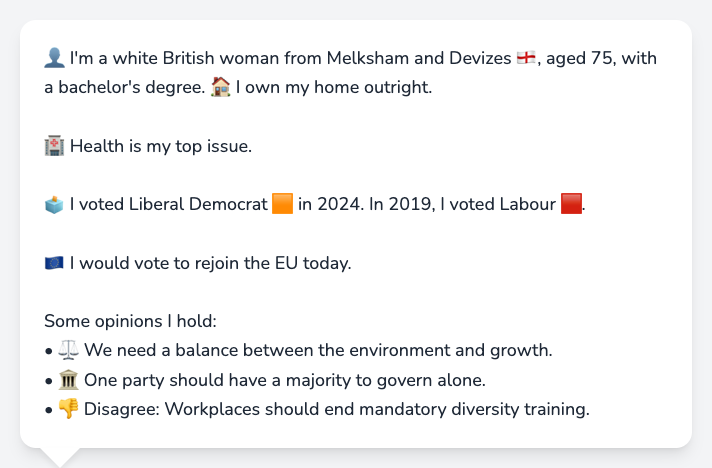 👤 I'm a white British woman from Melksham and Devizes 🏴󠁧󠁢󠁥󠁮󠁧󠁿, aged 75, with
a bachelor's degree. 🏠 I own my home outright.
🏥 Health is my top issue.
🗳️ I voted Liberal Democrat 🟧 in 2024. In 2019, I voted Labour 🟥.
🇪🇺 I would vote to rejoin the EU today.
Some opinions I hold:
• ⚖️ We need a balance between the environment and growth.
• 🏛️ One party should have a majority to govern alone.
• 👎 Disagree: Workplaces should end mandatory diversity training.